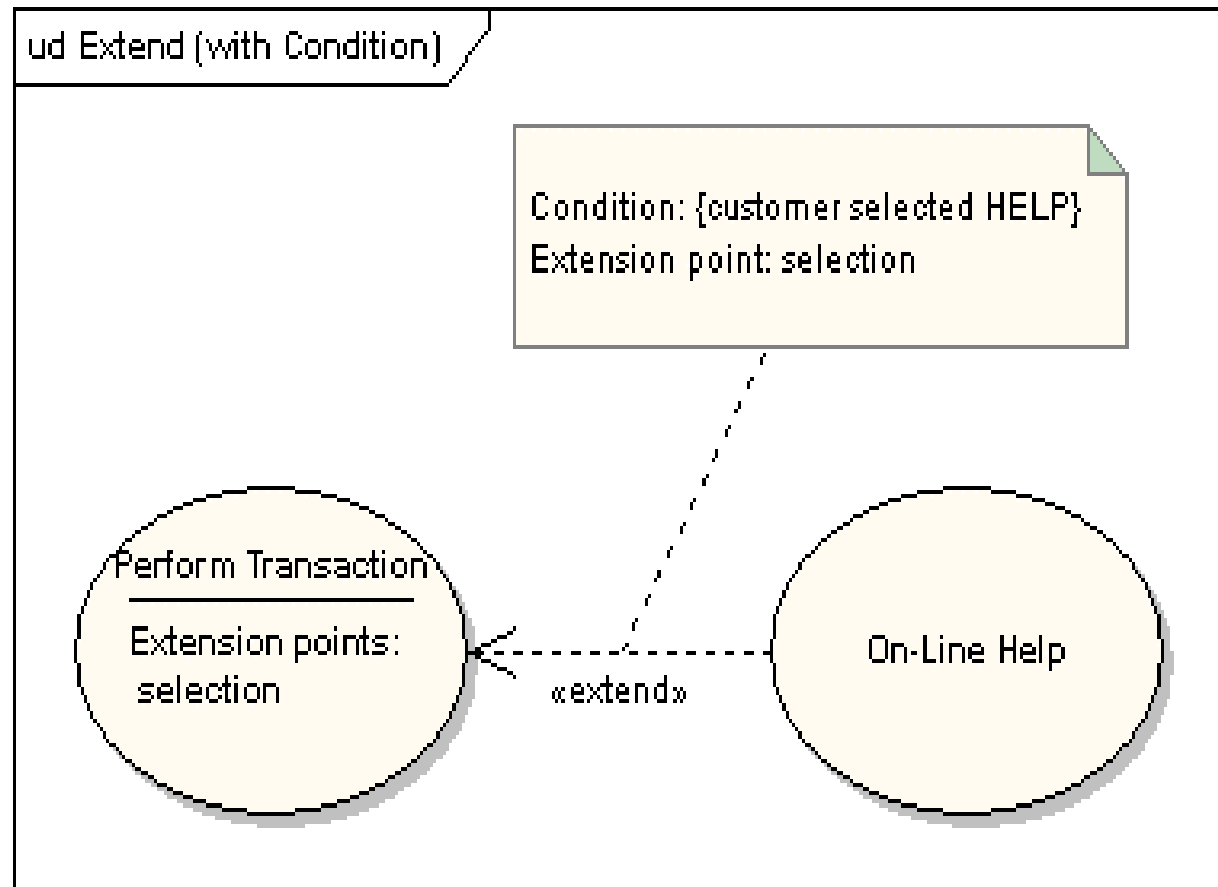 ud Extend (with Condition)
Condition: {customer selected HELP}
Extension point: selection
Perform Transaction
Extension points:
selection
«extend»
On-Line Help